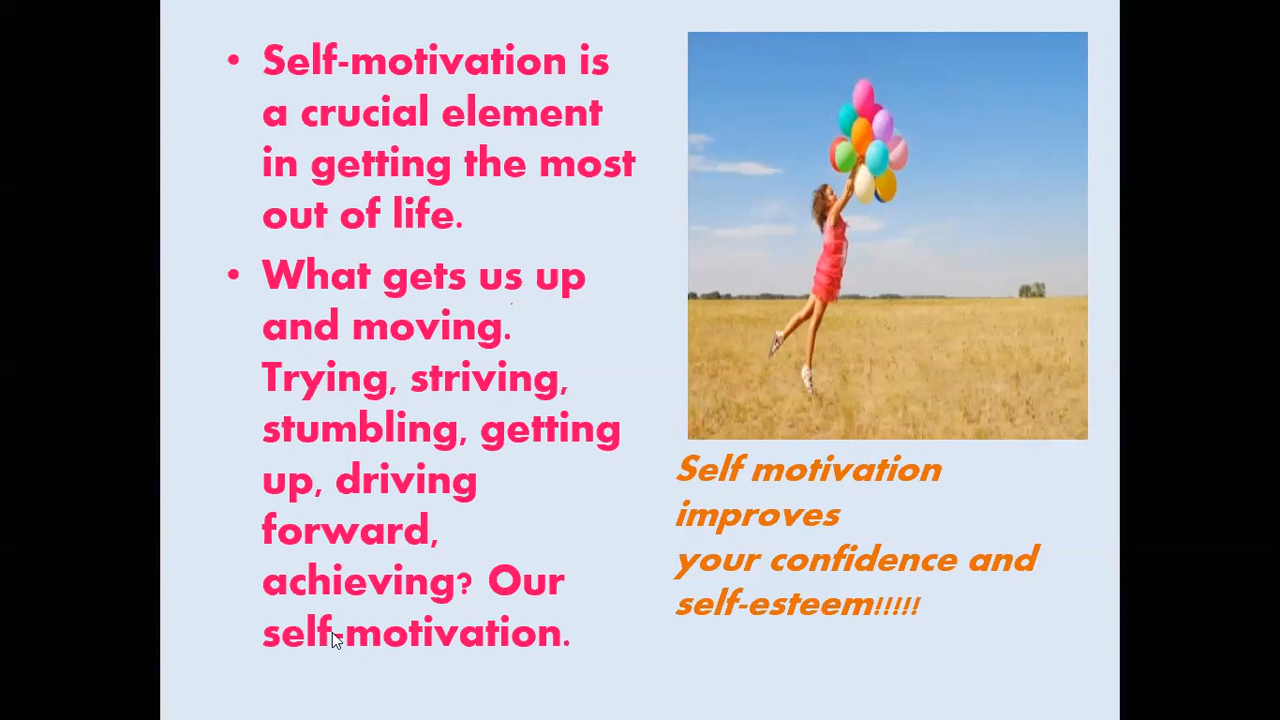 • Self-motivation is
a crucial element
in getting the most
out of life.
• What gets us up
and moving.
Trying, striving,
stumbling, getting
up, driving
forward,
achieving? Our
self-motivation.
Self motivation
improves
your confidence and
self-esteem!!!!!